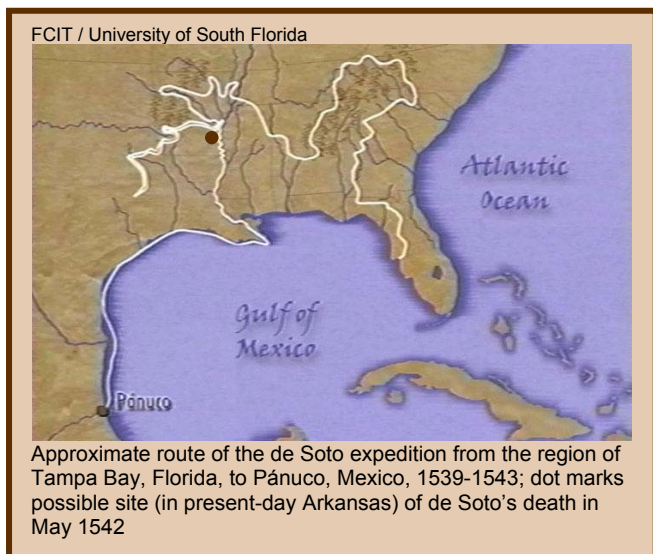 FCIT / University of South Florida
Atlantic
Ocean
Gulf of
Mexico
Pánuco
Approximate route of the de Soto expedition from the region of
Tampa Bay, Florida, to Pánuco, Mexico, 1539-1543; dot marks
possible site (in present-day Arkansas) of de Soto’s death in
May 1542